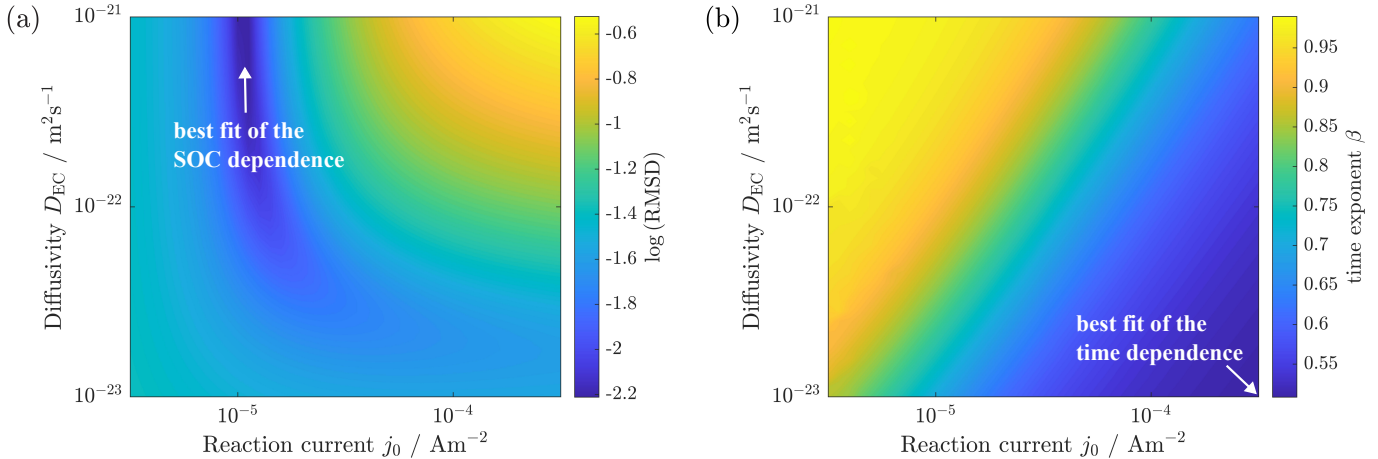 (a)
10⁻²¹
10⁻²²
10⁻²³
Diffusivity D_EC / m²s⁻¹
best fit of the
SOC dependence
10⁻⁵
10⁻⁴
Reaction current j₀ / Am⁻²
-0.6
-0.8
-1
-1.2
-1.4
-1.6
-1.8
-2
-2.2
log (RMSD)
(b)
10⁻²¹
10⁻²²
10⁻²³
Diffusivity D_EC / m²s⁻¹
best fit of the
time dependence
10⁻⁵
10⁻⁴
Reaction current j₀ / Am⁻²
0.95
0.9
0.85
0.8
0.75
0.7
0.65
0.6
0.55
time exponent β